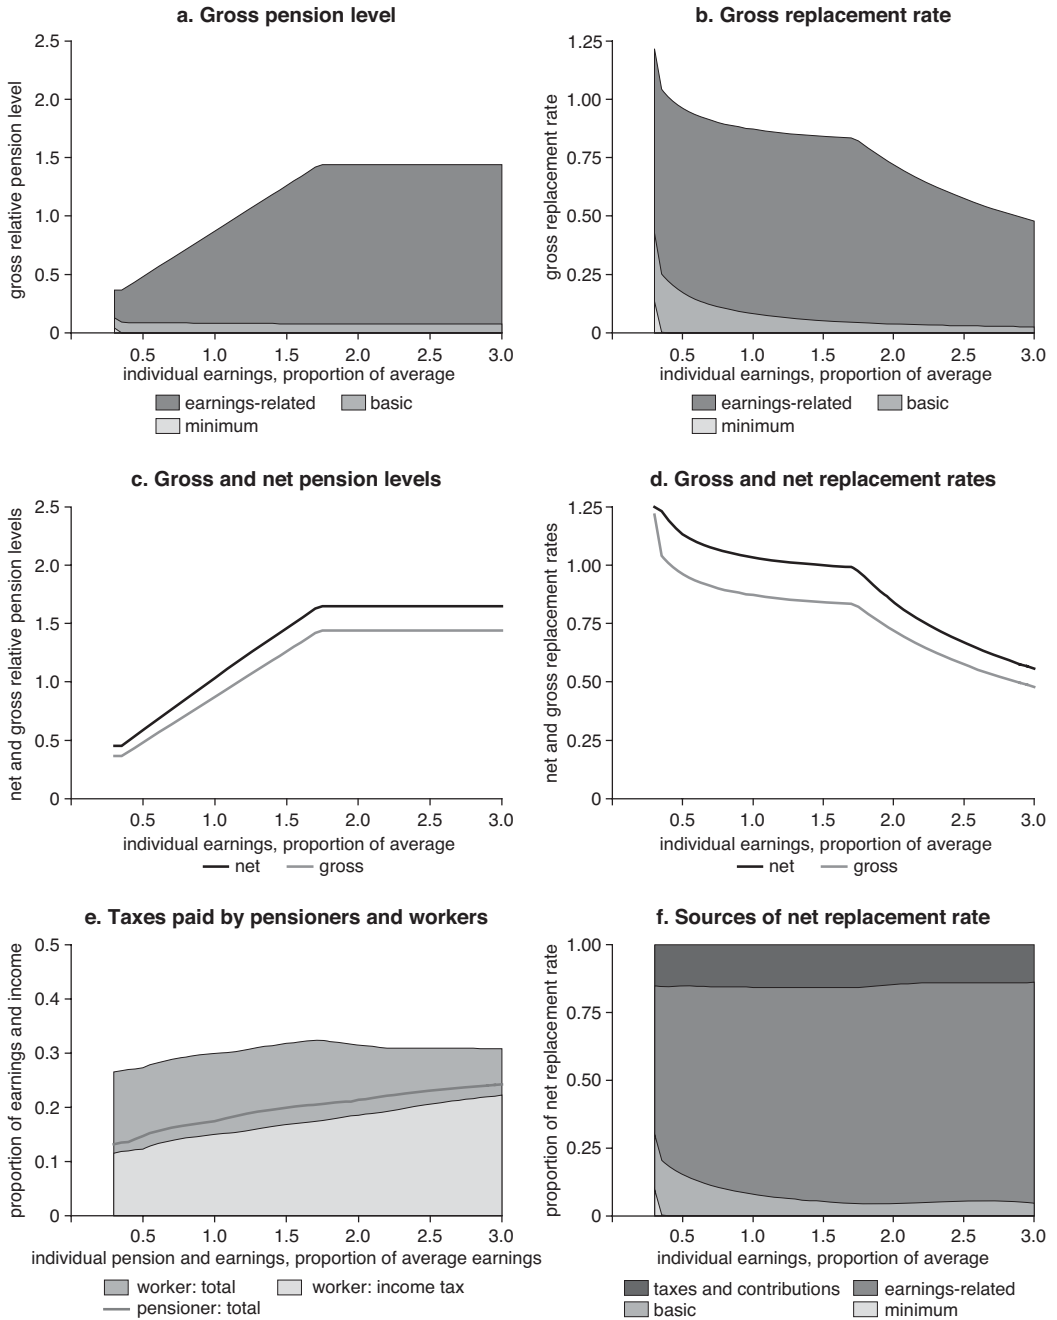 a. Gross pension level
gross relative pension level
2.5
2.0
1.5
1.0
0.5
0
0.5 1.0 1.5 2.0 2.5 3.0
individual earnings, proportion of average
earnings-related basic
minimum
b. Gross replacement rate
gross replacement rate
1.25
1.00
0.75
0.50
0.25
0
0.5 1.0 1.5 2.0 2.5 3.0
individual earnings, proportion of average
earnings-related basic
minimum
c. Gross and net pension levels
net and gross relative pension levels
2.5
2.0
1.5
1.0
0.5
0
0.5 1.0 1.5 2.0 2.5 3.0
individual earnings, proportion of average
net gross
d. Gross and net replacement rates
net and gross replacement rates
1.25
1.00
0.75
0.50
0.25
0
0.5 1.0 1.5 2.0 2.5 3.0
individual earnings, proportion of average
net gross
e. Taxes paid by pensioners and workers
proportion of earnings and income
0.5
0.4
0.3
0.2
0.1
0
0.5 1.0 1.5 2.0 2.5 3.0
individual pension and earnings, proportion of average earnings
worker: total worker: income tax
pensioner: total
f. Sources of net replacement rate
proportion of net replacement rate
1.00
0.75
0.50
0.25
0
0.5 1.0 1.5 2.0 2.5 3.0
individual earnings, proportion of average
taxes and contributions earnings-related
basic minimum